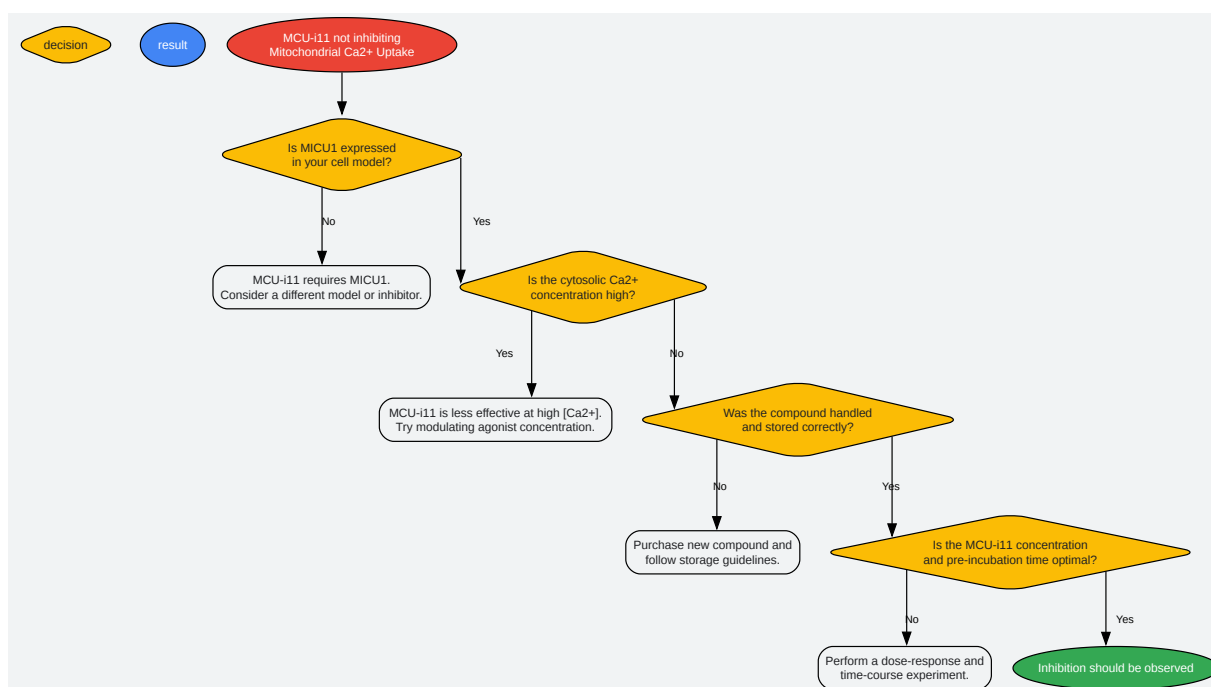 decision
result
MCU-i11 not inhibiting
Mitochondrial Ca2+ Uptake
Is MICU1 expressed
in your cell model?
No
Yes
MCU-i11 requires MICU1.
Consider a different model or inhibitor.
Is the cytosolic Ca2+
concentration high?
Yes
No
MCU-i11 is less effective at high [Ca2+].
Try modulating agonist concentration.
Was the compound handled
and stored correctly?
No
Yes
Purchase new compound and
follow storage guidelines.
Is the MCU-i11 concentration
and pre-incubation time optimal?
No
Yes
Perform a dose-response and
time-course experiment.
Inhibition should be observed